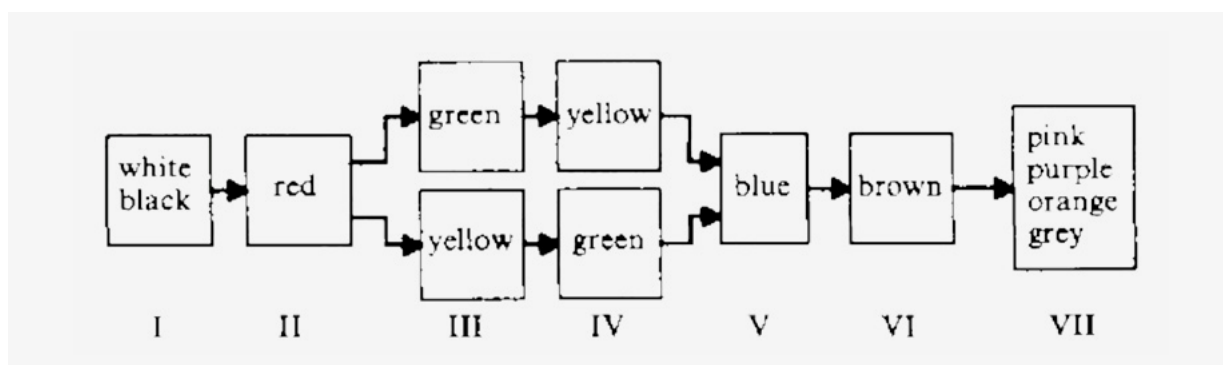 white
black
red
green
yellow
yellow
green
blue
brown
pink
purple
orange
grey
I
II
III
IV
V
VI
VII